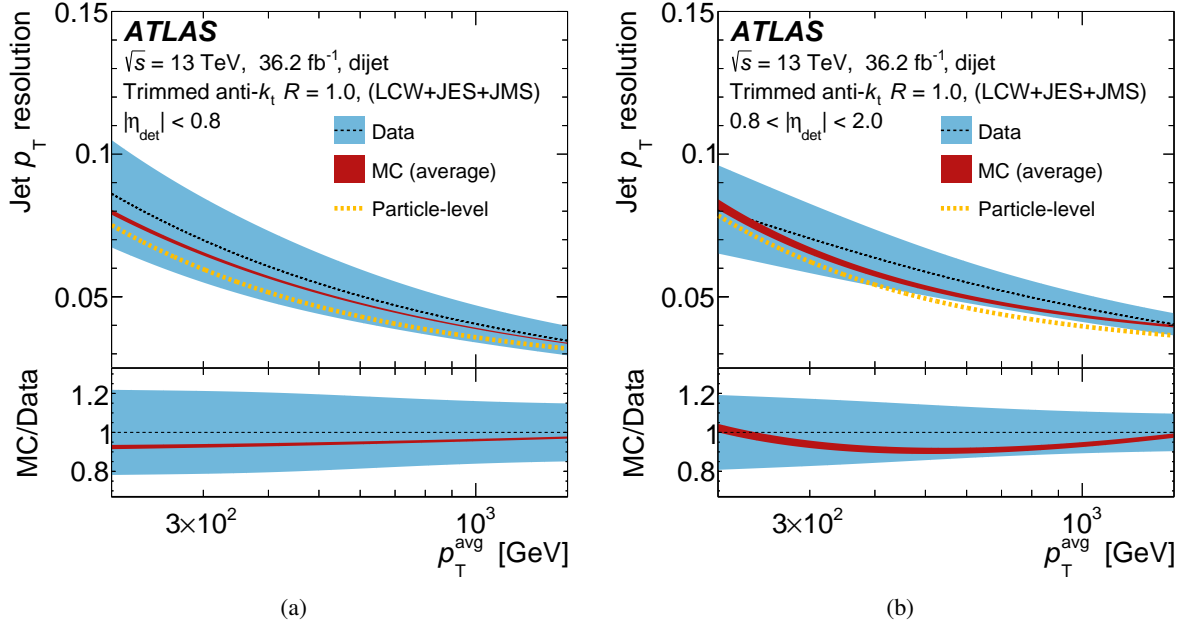 Jet pT resolution
0.15
0.1
0.05
ATLAS
√s = 13 TeV, 36.2 fb⁻¹, dijet
Trimmed anti-kt R = 1.0, (LCW+JES+JMS)
|ηdet| < 0.8
Data
MC (average)
Particle-level
MC/Data
1.2
1
0.8
3×10²
10³
pT^avg [GeV]
(a)
Jet pT resolution
0.15
0.1
0.05
ATLAS
√s = 13 TeV, 36.2 fb⁻¹, dijet
Trimmed anti-kt R = 1.0, (LCW+JES+JMS)
0.8 < |ηdet| < 2.0
Data
MC (average)
Particle-level
MC/Data
1.2
1
0.8
3×10²
10³
pT^avg [GeV]
(b)